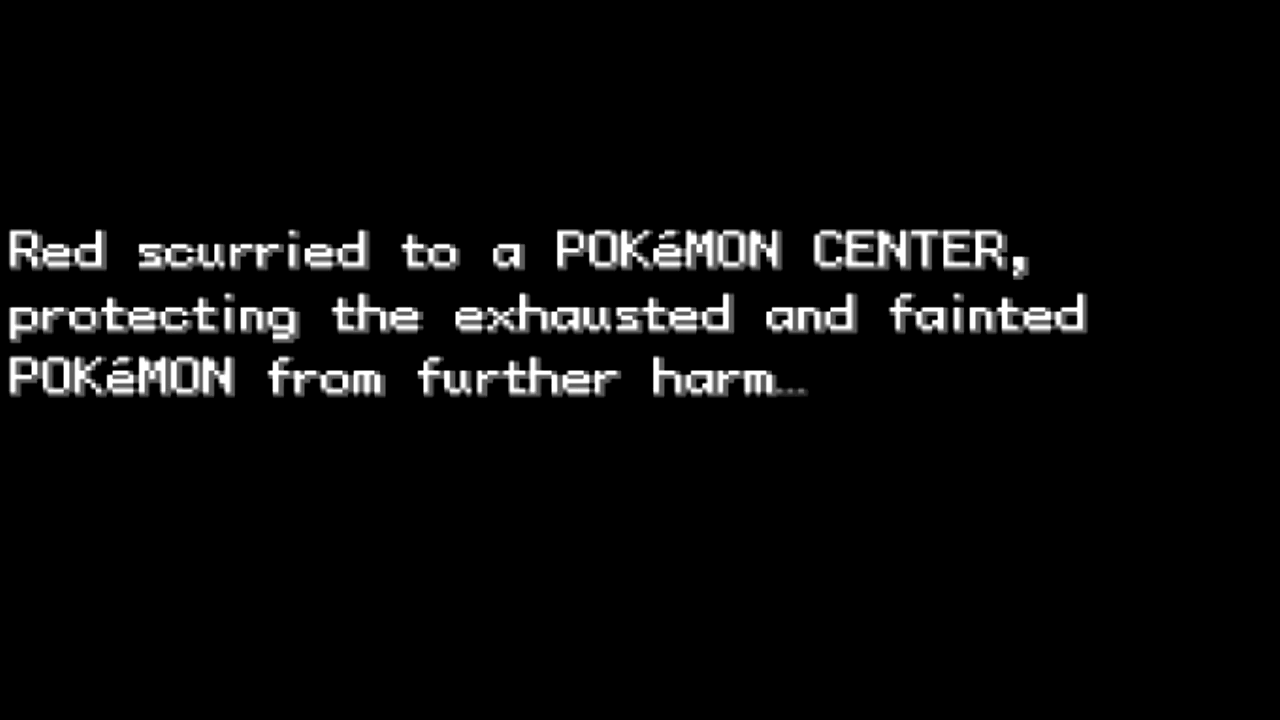 Red scurried to a POKéMON CENTER,
protecting the exhausted and fainted
POKéMON from further harm…